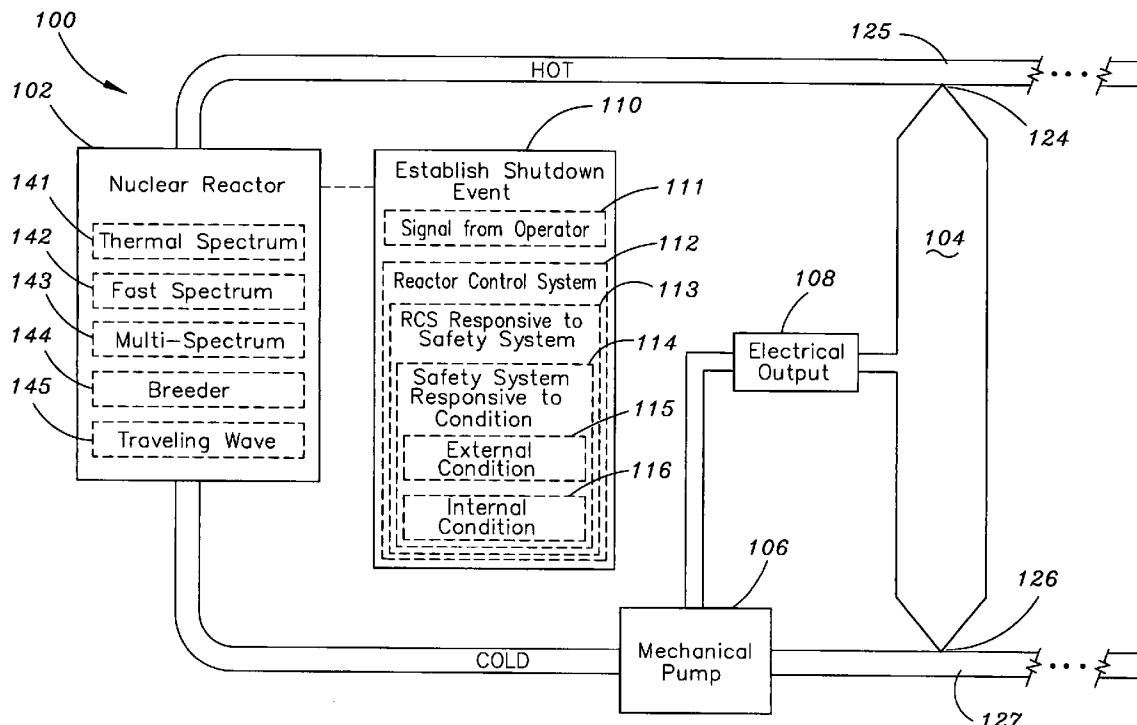 100
125
HOT
102
110
124
Nuclear Reactor
Establish Shutdown
Event
111
141
Signal from Operator
Thermal Spectrum
112
104
142
Reactor Control System
Fast Spectrum
113
108
143
RCS Responsive to
Safety System
Multi-Spectrum
114
Electrical
Output
144
Safety System
Responsive to
Condition
Breeder
115
145
Traveling Wave
External
Condition
116
Internal
Condition
106
126
Mechanical
Pump
COLD
127